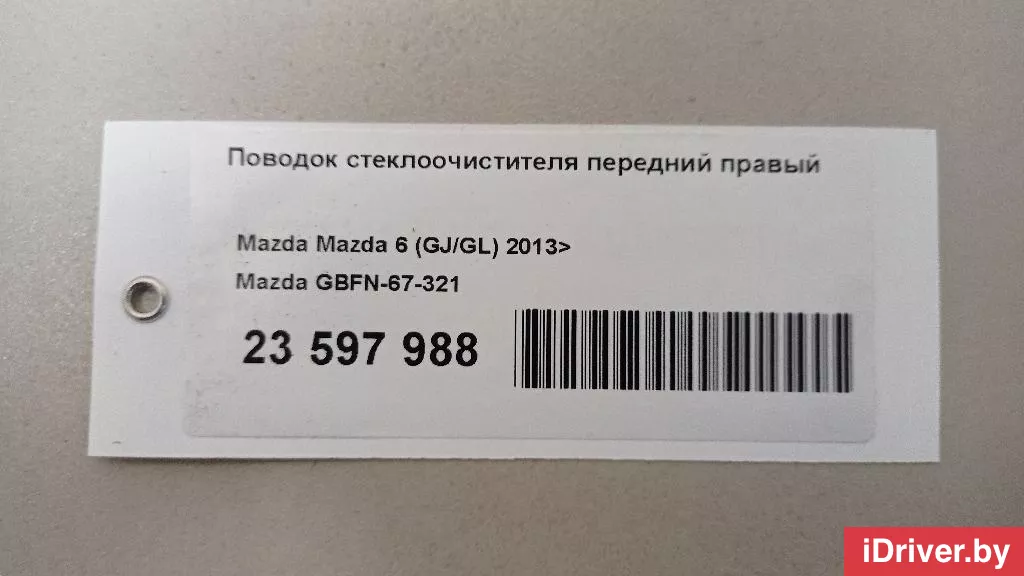 Поводок стеклоочистителя передний правый
Mazda Mazda 6 (GJ/GL) 2013>
Mazda GBFN-67-321
23 597 988
iDriver.by